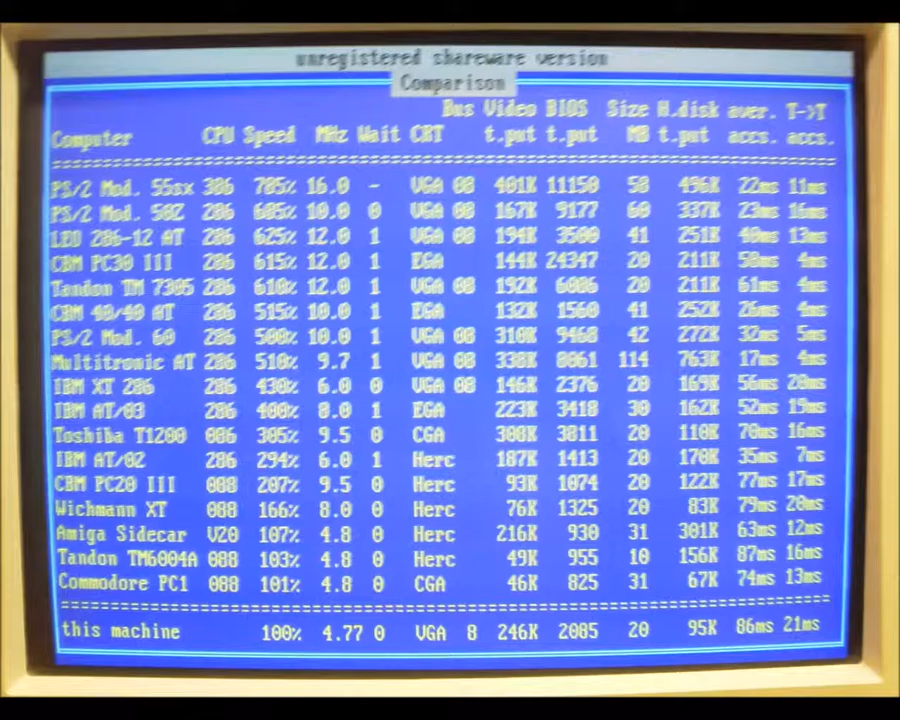 unregistered shareware version
Comparison
Bus Video BIOS Size H.disk aver. T->T
Computer CPU Speed MHz Wait CRT t.put t.put MB t.put accs. accs.
PS/2 Mod. 55sx 386 785% 16.0 - VGA 08 401K 11150 58 496K 22ms 11ms
PS/2 Mod. 50Z 286 685% 10.0 0 VGA 08 167K 9177 60 337K 23ms 16ms
LEO 286-12 AT 286 625% 12.0 1 VGA 08 194K 3500 41 251K 40ms 13ms
CBM PC30 III 286 615% 12.0 1 EGA 144K 24347 20 211K 58ms 4ms
Tandon TM 7305 286 610% 12.0 1 VGA 08 192K 6006 20 211K 61ms 4ms
CBM 40/40 AT 286 515% 10.0 1 EGA 132K 1560 41 252K 26ms 4ms
PS/2 Mod. 60 286 500% 10.0 1 VGA 08 310K 9468 42 272K 32ms 5ms
Multitronic AT 286 510% 9.7 1 VGA 08 338K 8061 114 763K 17ms 4ms
IBM XT 286 286 430% 6.0 0 VGA 08 146K 2376 20 169K 56ms 20ms
IBM AT/03 286 400% 8.0 1 EGA 223K 3418 30 162K 52ms 19ms
Toshiba T1200 086 305% 9.5 0 CGA 308K 3811 20 110K 70ms 16ms
IBM AT/02 286 294% 6.0 1 Herc 187K 1413 20 170K 35ms 7ms
CBM PC20 III 088 207% 9.5 0 Herc 93K 1074 20 122K 77ms 17ms
Wichmann XT 088 166% 8.0 0 Herc 76K 1325 20 83K 79ms 20ms
Amiga Sidecar V20 107% 4.8 0 Herc 216K 930 31 301K 63ms 12ms
Tandon TM6004A 088 103% 4.8 0 Herc 49K 955 10 156K 87ms 16ms
Commodore PC1 088 101% 4.8 0 CGA 46K 825 31 67K 74ms 13ms
this machine 100% 4.77 0 VGA 8 246K 2085 20 95K 86ms 21ms